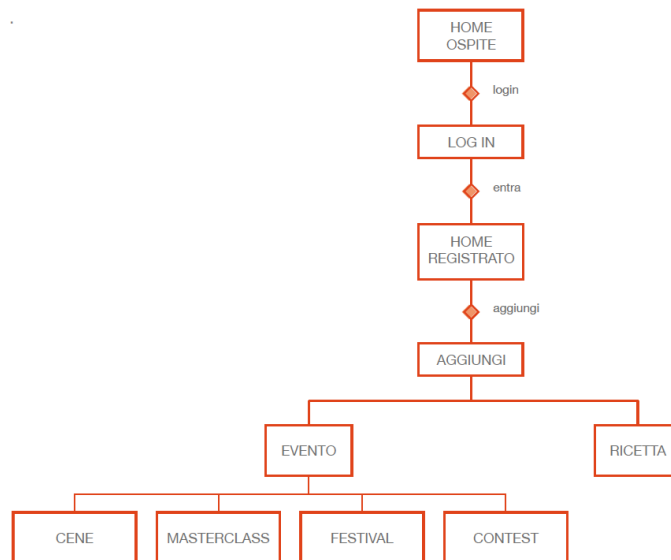 HOME
OSPITE
login
LOG IN
entra
HOME
REGISTRATO
aggiungi
AGGIUNGI
EVENTO
RICETTA
CENE
MASTERCLASS
FESTIVAL
CONTEST